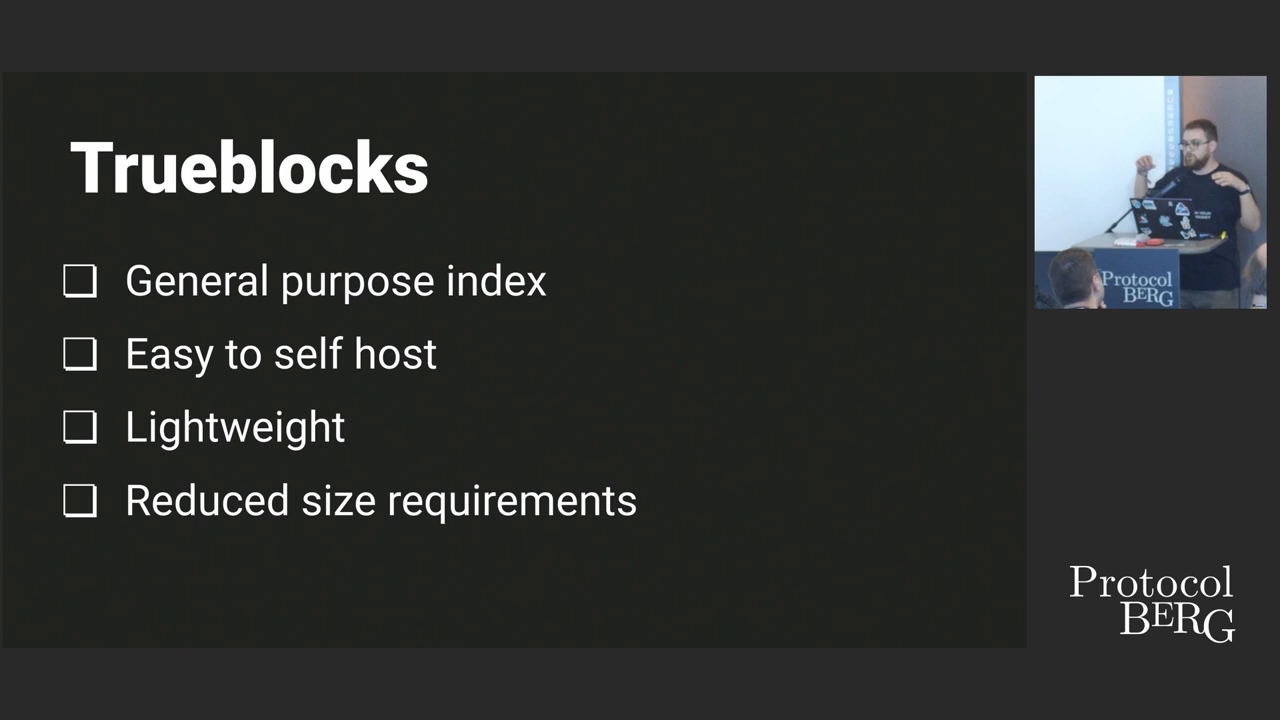 Trueblocks
❏ General purpose index
❏ Easy to self host
❏ Lightweight
❏ Reduced size requirements
Protocol
BERG
Protocol
BERG